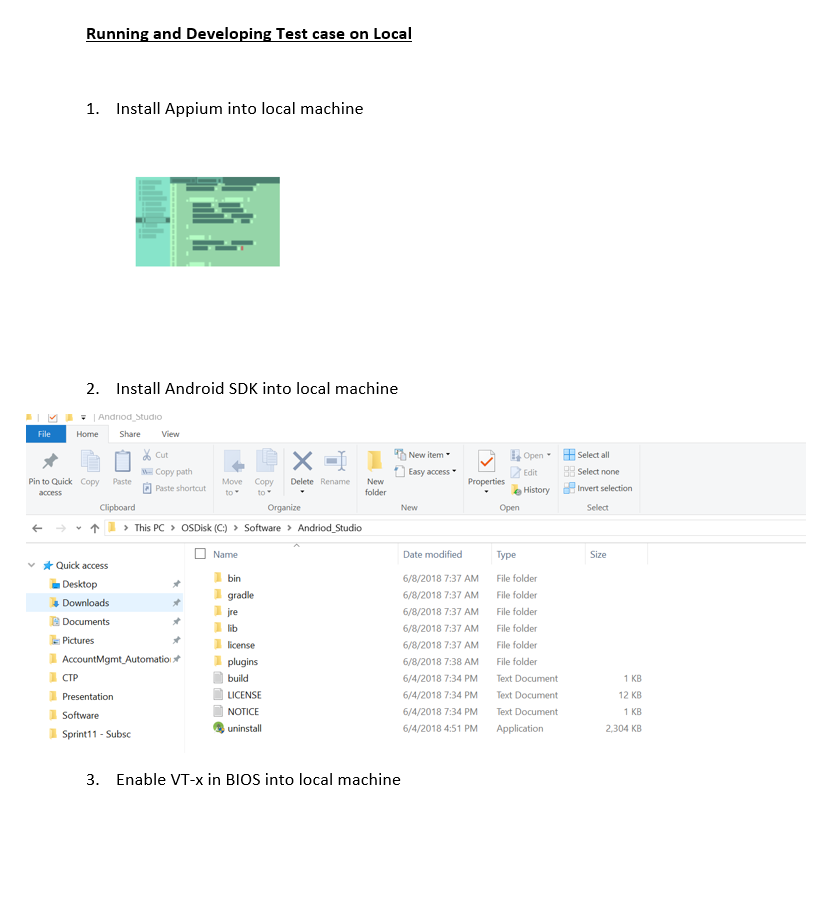 Running and Developing Test case on Local
1. Install Appium into local machine
2. Install Android SDK into local machine
| Andriod_Studio
File Home Share View
Pin to Quick access
Copy
Paste
Cut
Copy path
Paste shortcut
Clipboard
Move to
Copy to
Delete
Rename
Organize
New folder
New item
Easy access
New
Properties
Open
Edit
History
Open
Select all
Select none
Invert selection
Select
This PC > OSDisk (C:) > Software > Andriod_Studio
Name Date modified Type Size
Quick access
Desktop
Downloads
Documents
Pictures
AccountMgmt_Automatio
CTP
Presentation
Software
Sprint11 - Subsc
bin 6/8/2018 7:37 AM File folder
gradle 6/8/2018 7:37 AM File folder
jre 6/8/2018 7:37 AM File folder
lib 6/8/2018 7:37 AM File folder
license 6/8/2018 7:37 AM File folder
plugins 6/8/2018 7:38 AM File folder
build 6/4/2018 7:34 PM Text Document 1 KB
LICENSE 6/4/2018 7:34 PM Text Document 12 KB
NOTICE 6/4/2018 7:34 PM Text Document 1 KB
uninstall 6/4/2018 4:51 PM Application 2,304 KB
3. Enable VT-x in BIOS into local machine